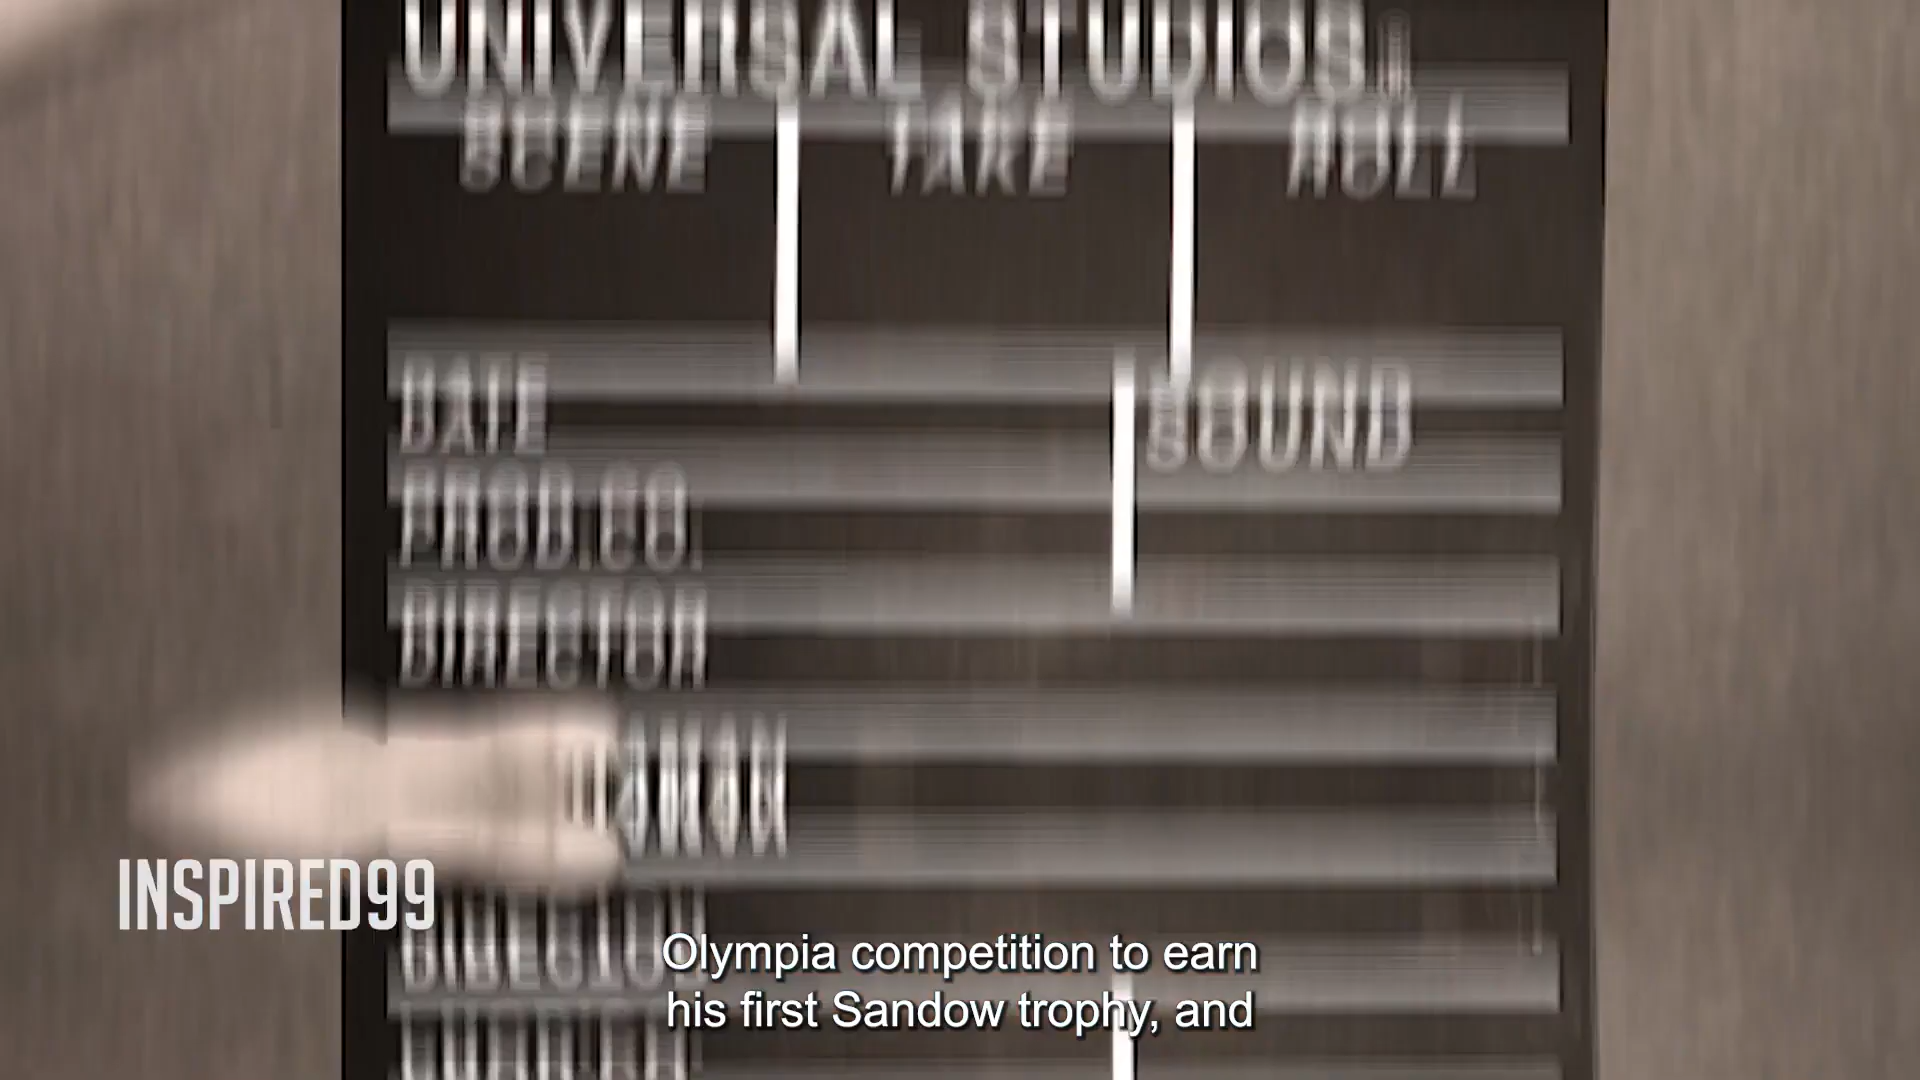 UNIVERSAL STUDIOS
SCENE TAKE ROLL
DATE SOUND
PROD.CO.
DIRECTOR
INSPIRED99
Olympia competition to earn
his first Sandow trophy, and